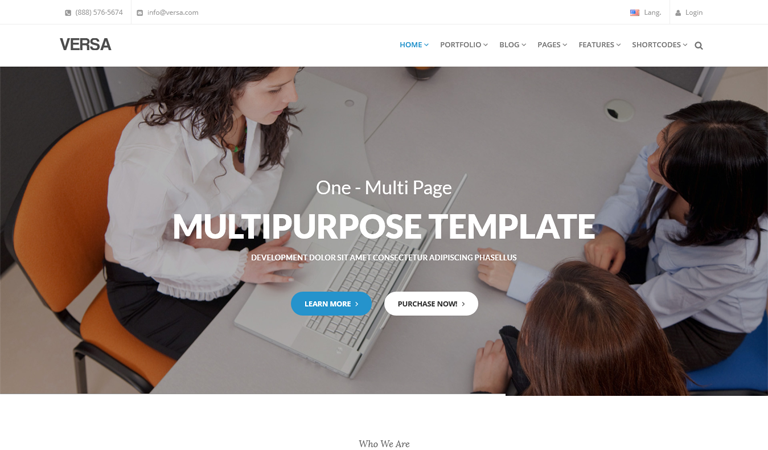 (888) 576-5674
info@versa.com
Lang.
Login
VERSA
HOME
PORTFOLIO
BLOG
PAGES
FEATURES
SHORTCODES
One - Multi Page
MULTIPURPOSE TEMPLATE
DEVELOPMENT DOLOR SIT AMET CONSECTETUR ADIPISCING PHASELLUS
LEARN MORE
PURCHASE NOW!
Who We Are